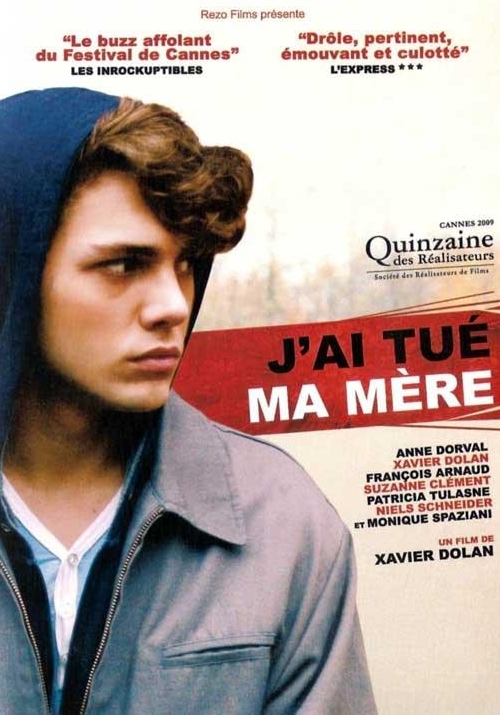 Rezo Films présente
“Le buzz affolant
du Festival de Cannes”
LES INROCKUPTIBLES
“Drôle, pertinent,
émouvant et culotté”
L'EXPRESS ★★★
CANNES 2009
Quinzaine
des Réalisateurs
Société des Réalisateurs de Films
J'AI TUÉ
MA MÈRE
ANNE DORVAL
XAVIER DOLAN
FRANÇOIS ARNAUD
SUZANNE CLÉMENT
PATRICIA TULASNE
NIELS SCHNEIDER
ET MONIQUE SPAZIANI
UN FILM DE
XAVIER DOLAN